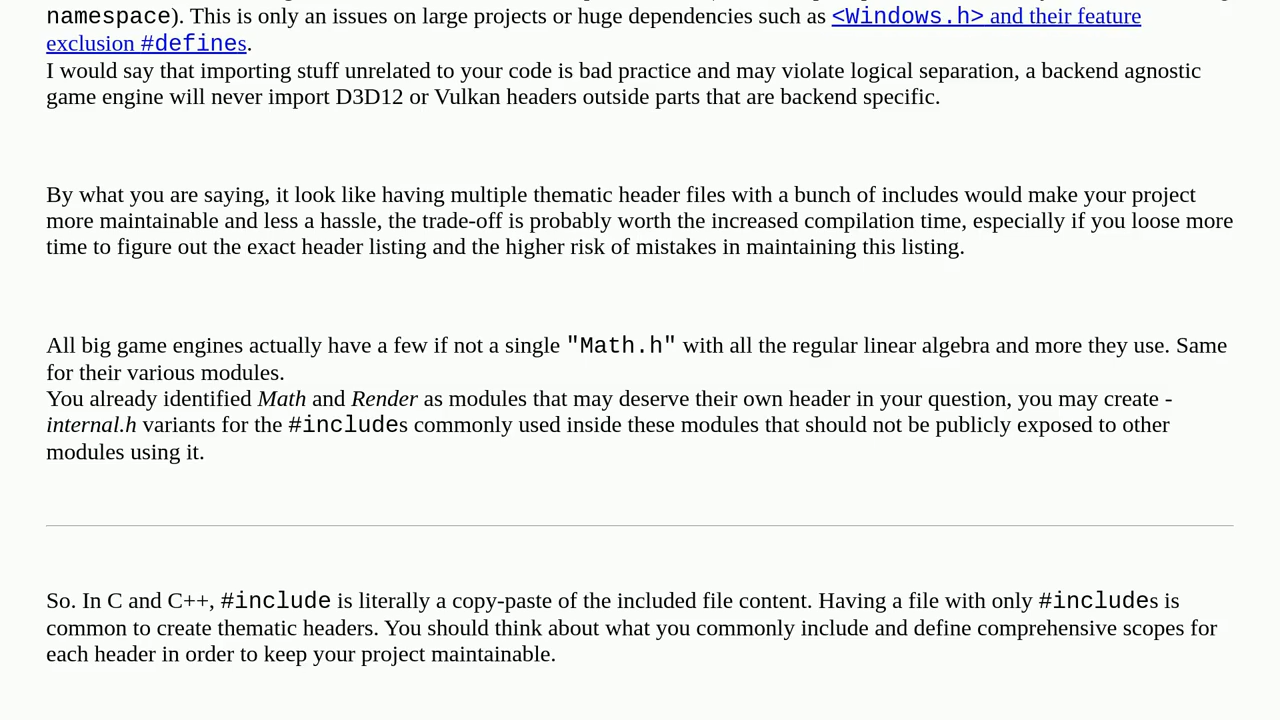 namespace). This is only an issues on large projects or huge dependencies such as <Windows.h> and their feature
exclusion #defines.
I would say that importing stuff unrelated to your code is bad practice and may violate logical separation, a backend agnostic
game engine will never import D3D12 or Vulkan headers outside parts that are backend specific.
By what you are saying, it look like having multiple thematic header files with a bunch of includes would make your project
more maintainable and less a hassle, the trade-off is probably worth the increased compilation time, especially if you loose more
time to figure out the exact header listing and the higher risk of mistakes in maintaining this listing.
All big game engines actually have a few if not a single "Math.h" with all the regular linear algebra and more they use. Same
for their various modules.
You already identified Math and Render as modules that may deserve their own header in your question, you may create -
internal.h variants for the #includes commonly used inside these modules that should not be publicly exposed to other
modules using it.
So. In C and C++, #include is literally a copy-paste of the included file content. Having a file with only #includes is
common to create thematic headers. You should think about what you commonly include and define comprehensive scopes for
each header in order to keep your project maintainable.